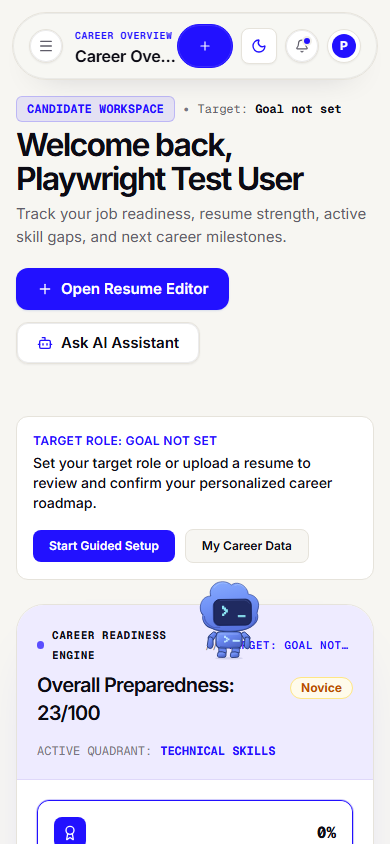 CAREER OVERVIEW
Career Ove...
P
CANDIDATE WORKSPACE • Target: Goal not set
Welcome back,
Playwright Test User
Track your job readiness, resume strength, active
skill gaps, and next career milestones.
Open Resume Editor
Ask AI Assistant
TARGET ROLE: GOAL NOT SET
Set your target role or upload a resume to
review and confirm your personalized career
roadmap.
Start Guided Setup
My Career Data
CAREER READINESS
ENGINE
GET: GOAL NOT…
Overall Preparedness:
23/100
Novice
ACTIVE QUADRANT: TECHNICAL SKILLS
0%